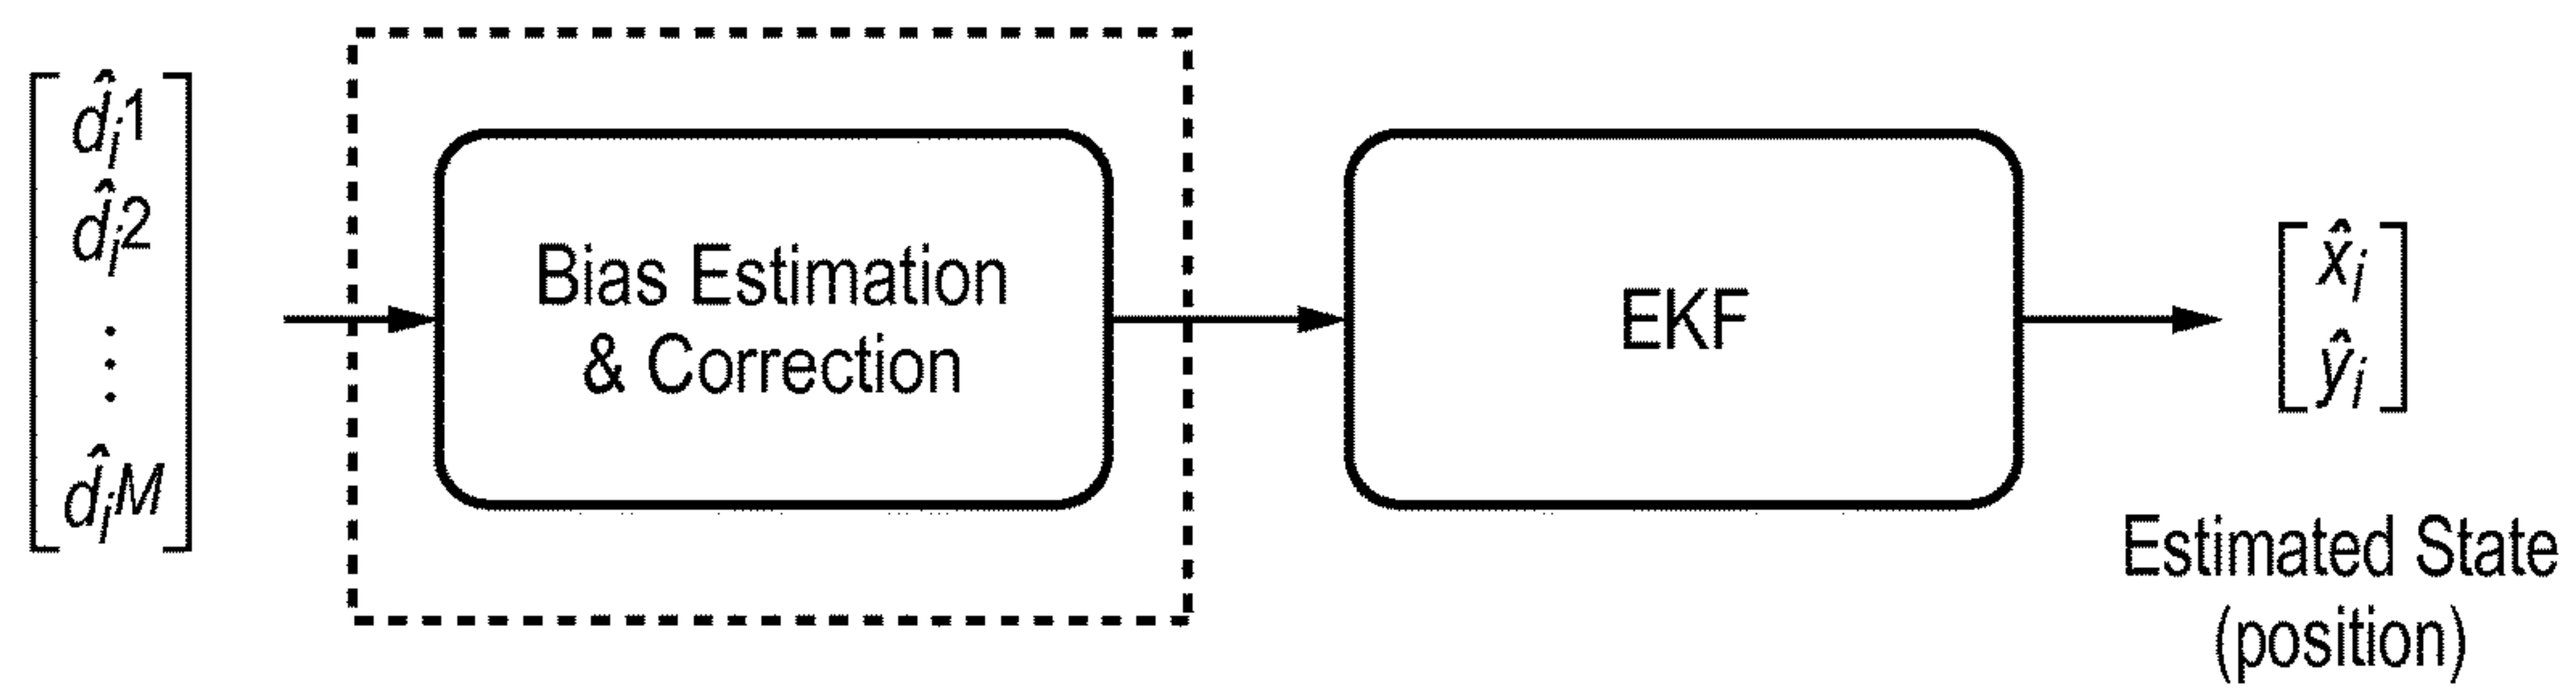 d̂ᵢ1
d̂ᵢ2
⋮
d̂ᵢM
Bias Estimation
& Correction
EKF
x̂ᵢ
ŷᵢ
Estimated State
(position)